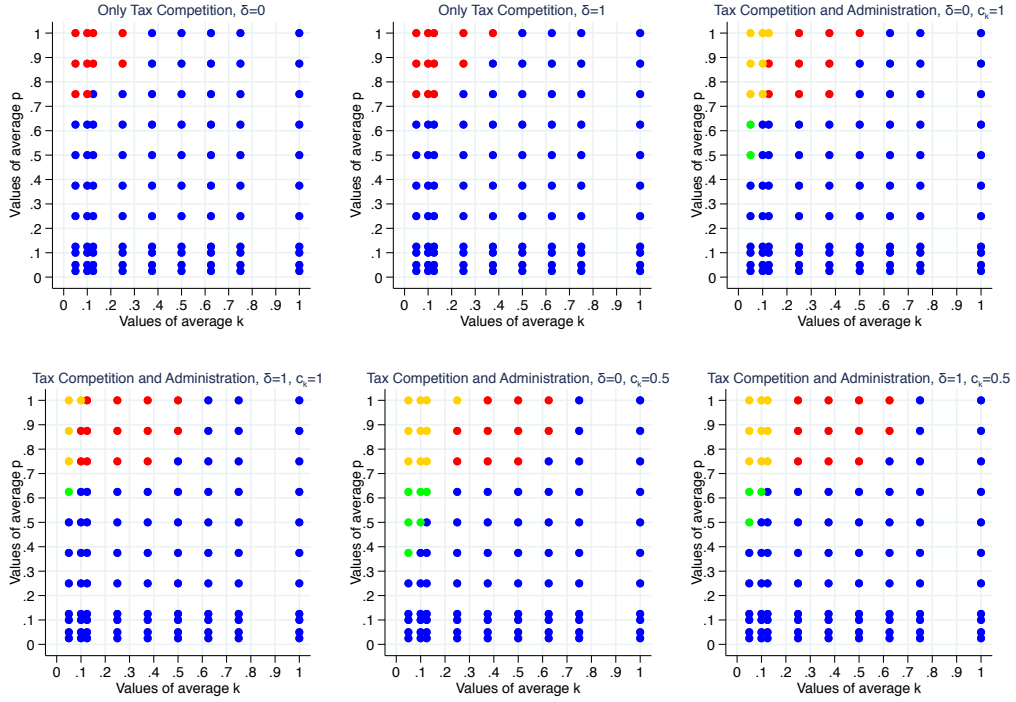 Only Tax Competition, δ=0
1
.9
.8
.7
.6
.5
.4
.3
.2
.1
0
Values of average p
0 .1 .2 .3 .4 .5 .6 .7 .8 .9 1
Values of average k
Only Tax Competition, δ=1
1
.9
.8
.7
.6
.5
.4
.3
.2
.1
0
Values of average p
0 .1 .2 .3 .4 .5 .6 .7 .8 .9 1
Values of average k
Tax Competition and Administration, δ=0, cₖ=1
1
.9
.8
.7
.6
.5
.4
.3
.2
.1
0
Values of average p
0 .1 .2 .3 .4 .5 .6 .7 .8 .9 1
Values of average k
Tax Competition and Administration, δ=1, cₖ=1
1
.9
.8
.7
.6
.5
.4
.3
.2
.1
0
Values of average p
0 .1 .2 .3 .4 .5 .6 .7 .8 .9 1
Values of average k
Tax Competition and Administration, δ=0, cₖ=0.5
1
.9
.8
.7
.6
.5
.4
.3
.2
.1
0
Values of average p
0 .1 .2 .3 .4 .5 .6 .7 .8 .9 1
Values of average k
Tax Competition and Administration, δ=1, cₖ=0.5
1
.9
.8
.7
.6
.5
.4
.3
.2
.1
0
Values of average p
0 .1 .2 .3 .4 .5 .6 .7 .8 .9 1
Values of average k